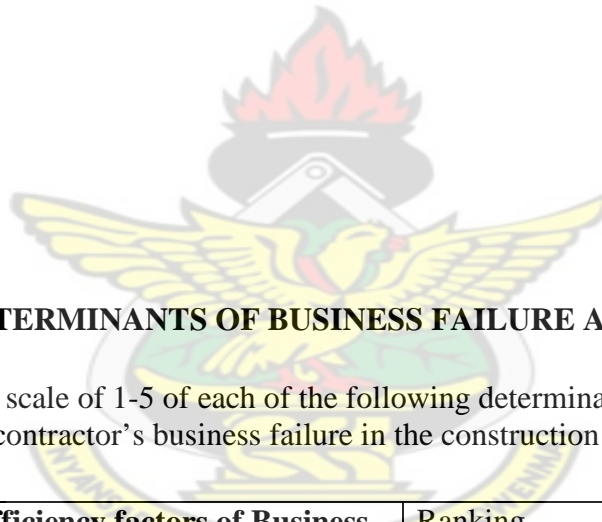 TERMINANTS OF BUSINESS FAILURE A
scale of 1-5 of each of the following determina
contractor's business failure in the construction
fficiency factors of Business
Ranking